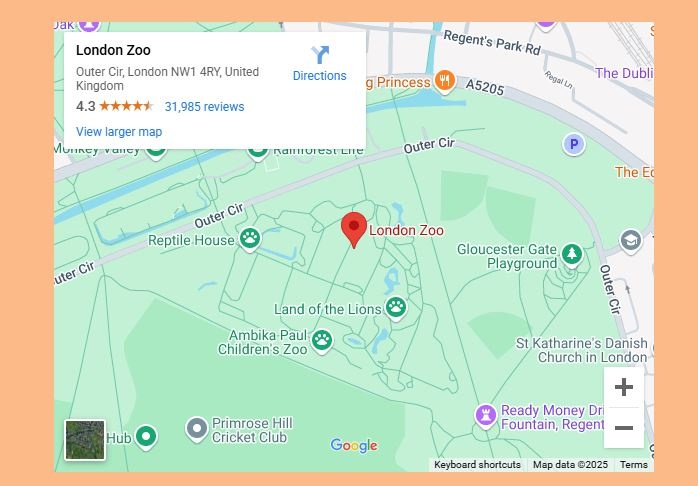 Oak
London Zoo
Outer Cir, London NW1 4RY, United
Kingdom
4.3
31,985 reviews
View larger map
Directions
Regent's Park Rd
Regal Ln
The Dubli
g Princess
A5205
Monkey Valley
Rainforest Life
Outer Cir
P
The Ed
Outer Cir
London Zoo
Reptile House
Gloucester Gate
Playground
Outer Cir
Outer Cir
Land of the Lions
Ambika Paul
Children's Zoo
St Katharine's Danish
Church in London
Ready Money Dri
Fountain, Regent
Primrose Hill
Cricket Club
Hub
Google
Keyboard shortcuts
Map data ©2025
Terms